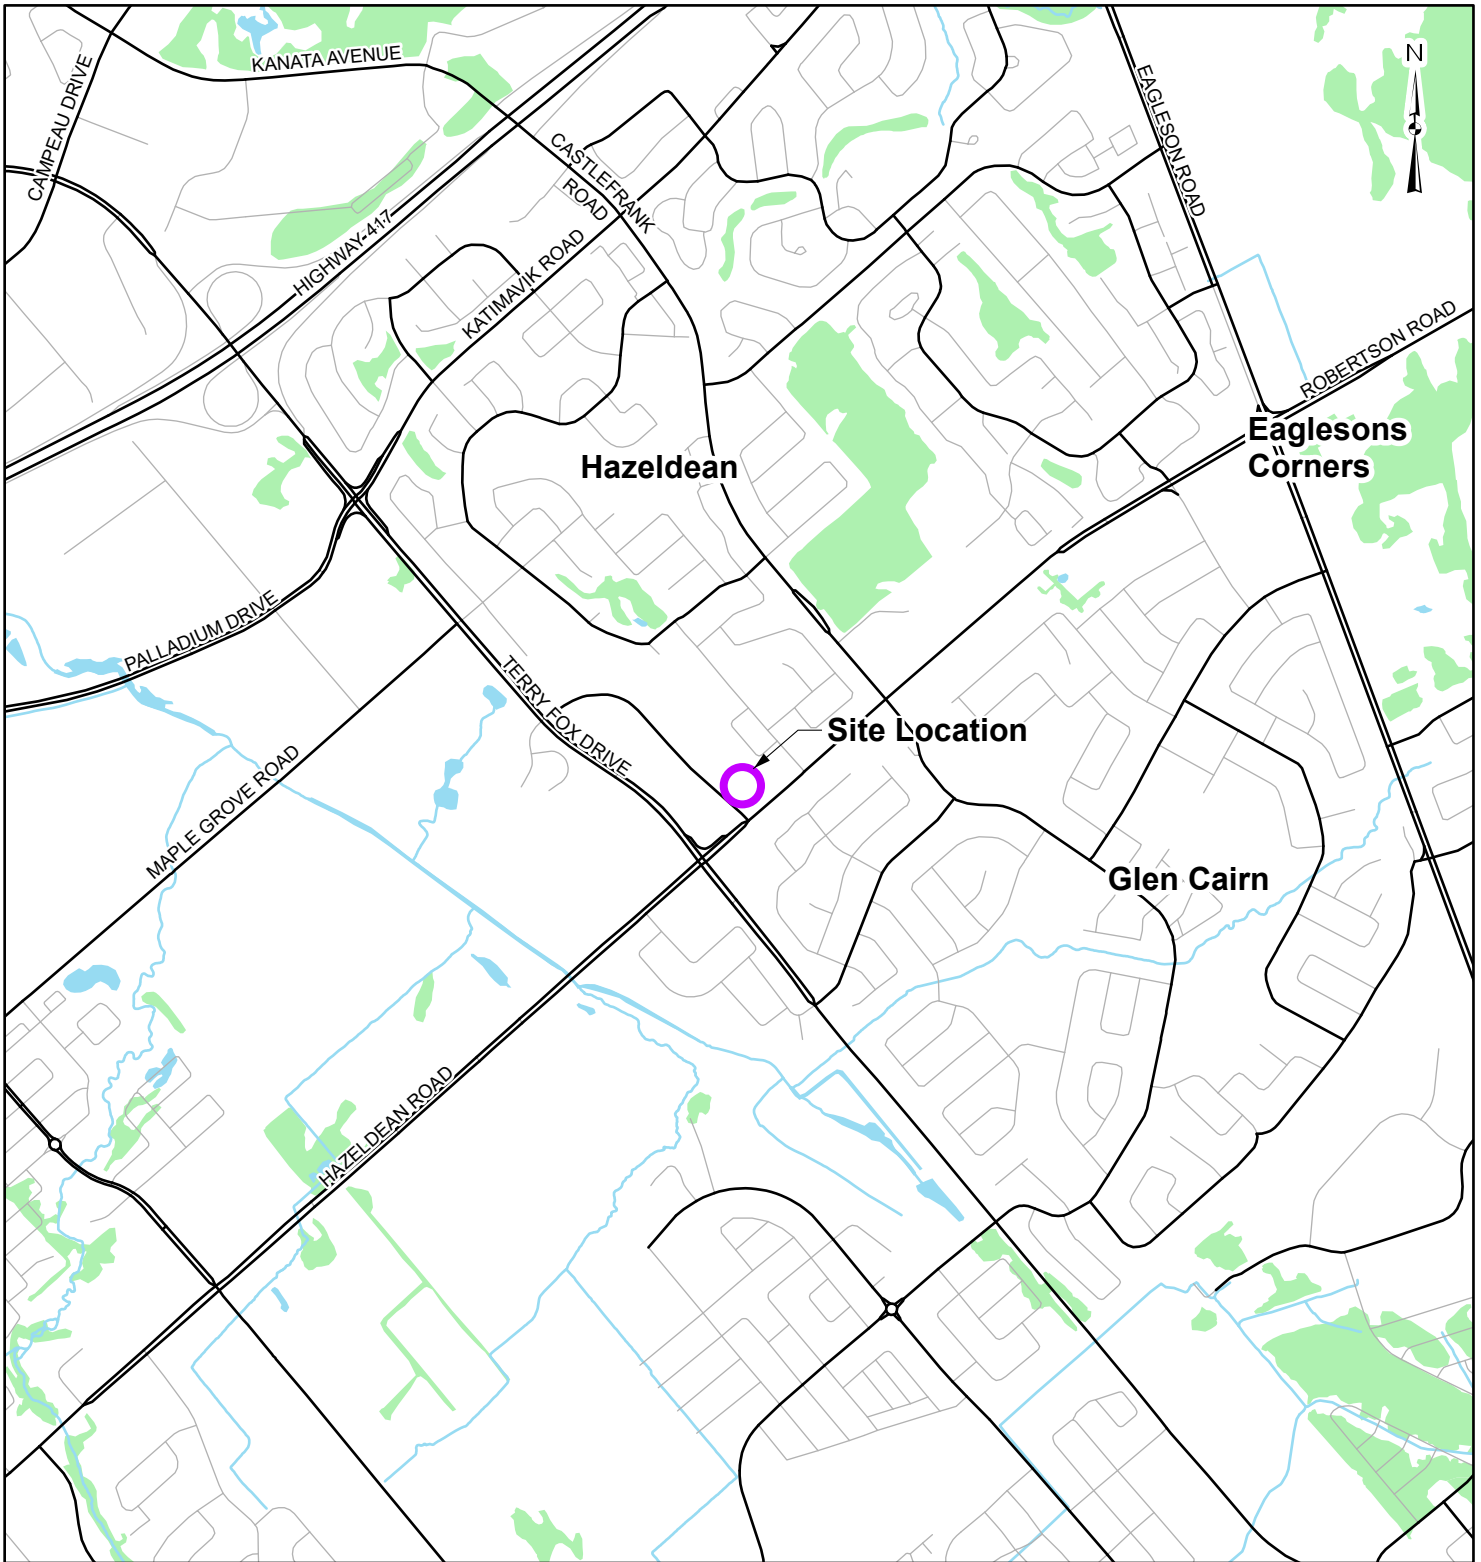 KANATA AVENUE
N
CAMPEAU DRIVE
EAGLESON ROAD
CASTLEFRANK
ROAD
HIGHWAY 417
KATIMAVIK ROAD
ROBERTSON ROAD
Eaglesons
Corners
Hazeldean
PALLADIUM DRIVE
TERRY FOX DRIVE
Site Location
MAPLE GROVE ROAD
Glen Cairn
HAZELDEAN ROAD